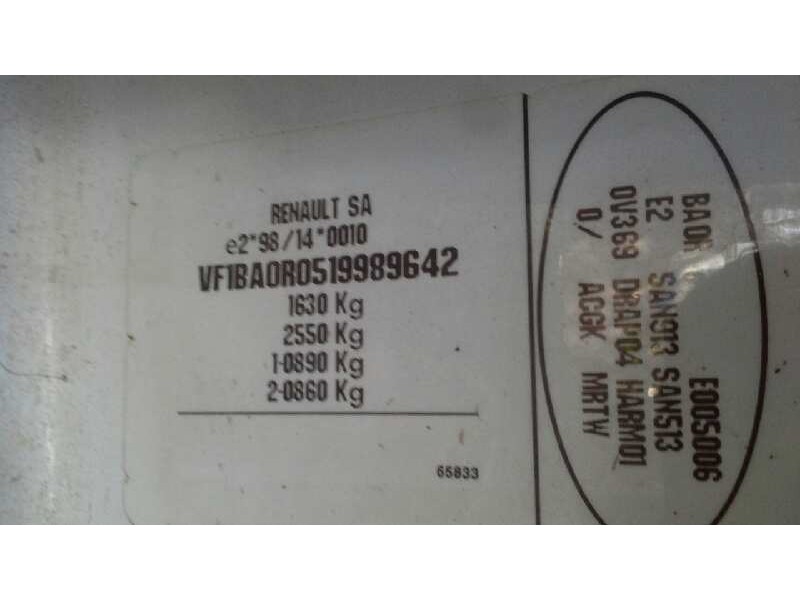 RENAULT SA
e2*98/14*0010
VF1BA0R0519989642
1630 Kg
2550 Kg
1-0890 Kg
2-0860 Kg
65833
BA0R E005006
E2 SAN913 SAN513
0V369 DRAP04 HARM01
0/ ACGK MRTW